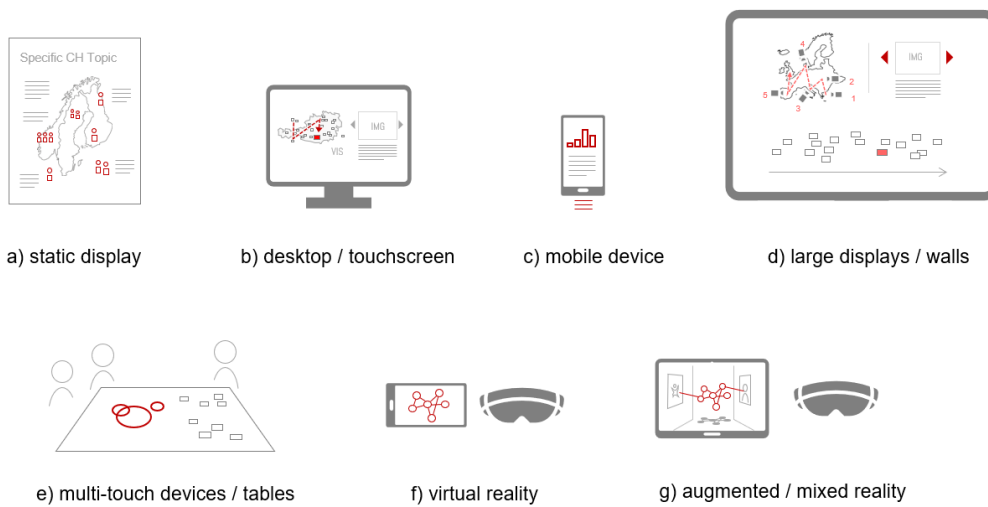 Specific CH Topic
VIS
IMG
4
2
1
3
5
IMG
a) static display
b) desktop / touchscreen
c) mobile device
d) large displays / walls
e) multi-touch devices / tables
f) virtual reality
g) augmented / mixed reality